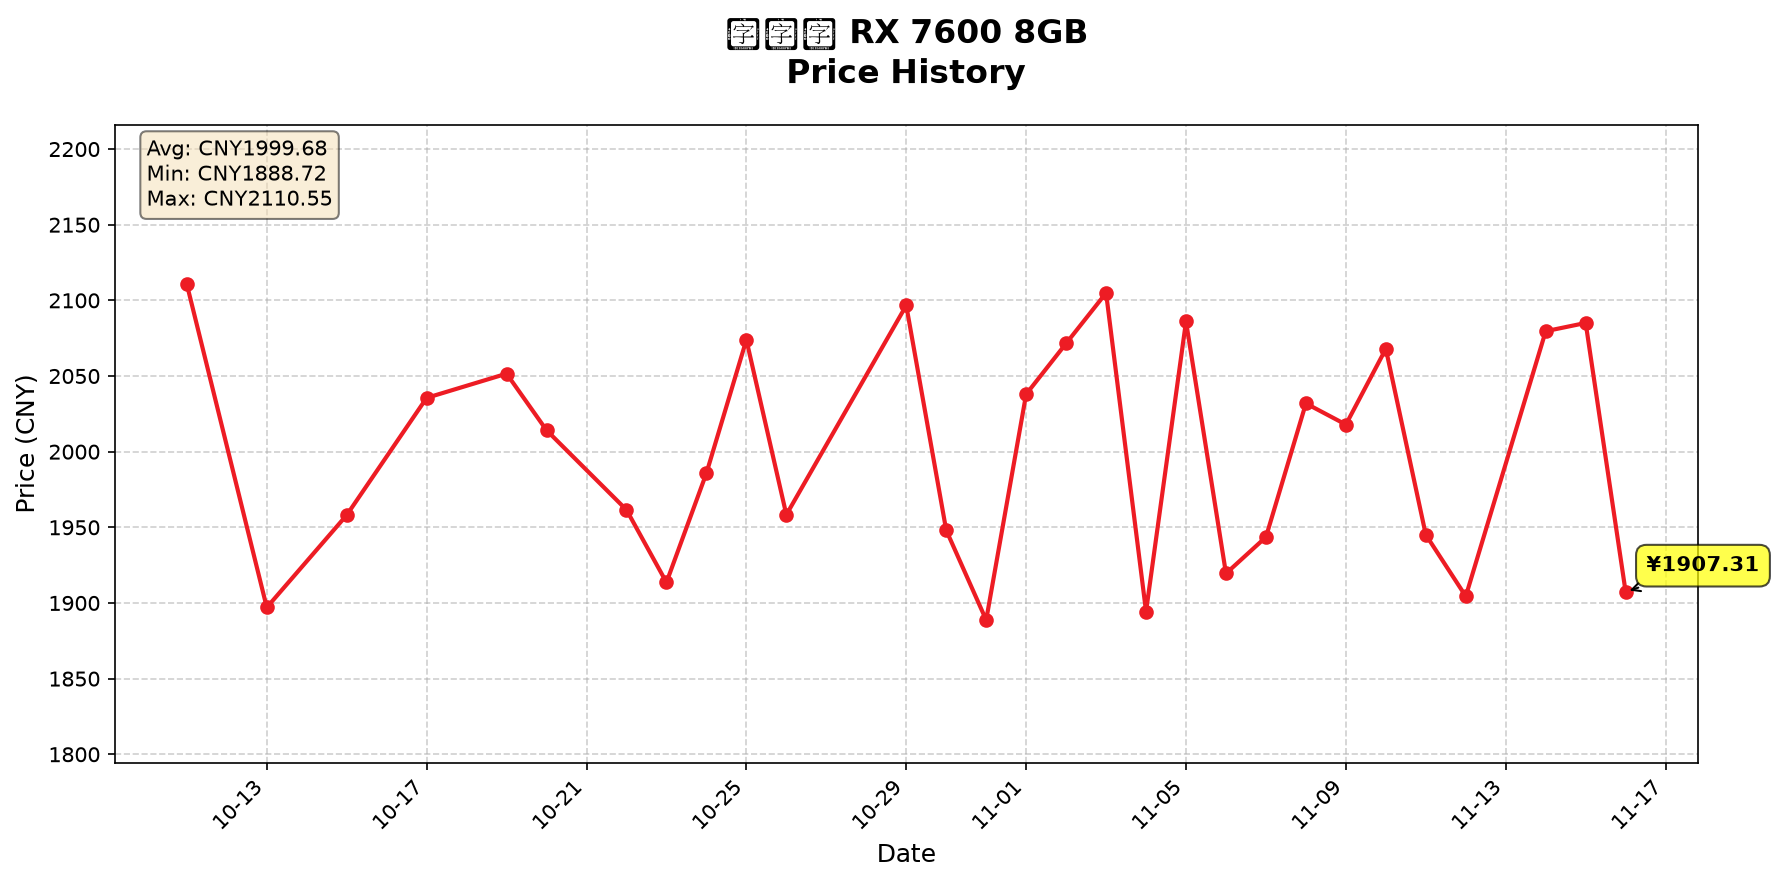 RX 7600 8GB
Price History
Avg: CNY1999.68
Min: CNY1888.72
Max: CNY2110.55
2200
2150
2100
2050
2000
1950
1900
1850
1800
Price (CNY)
¥1907.31
10-13
10-17
10-21
10-25
10-29
11-01
11-05
11-09
11-13
11-17
Date